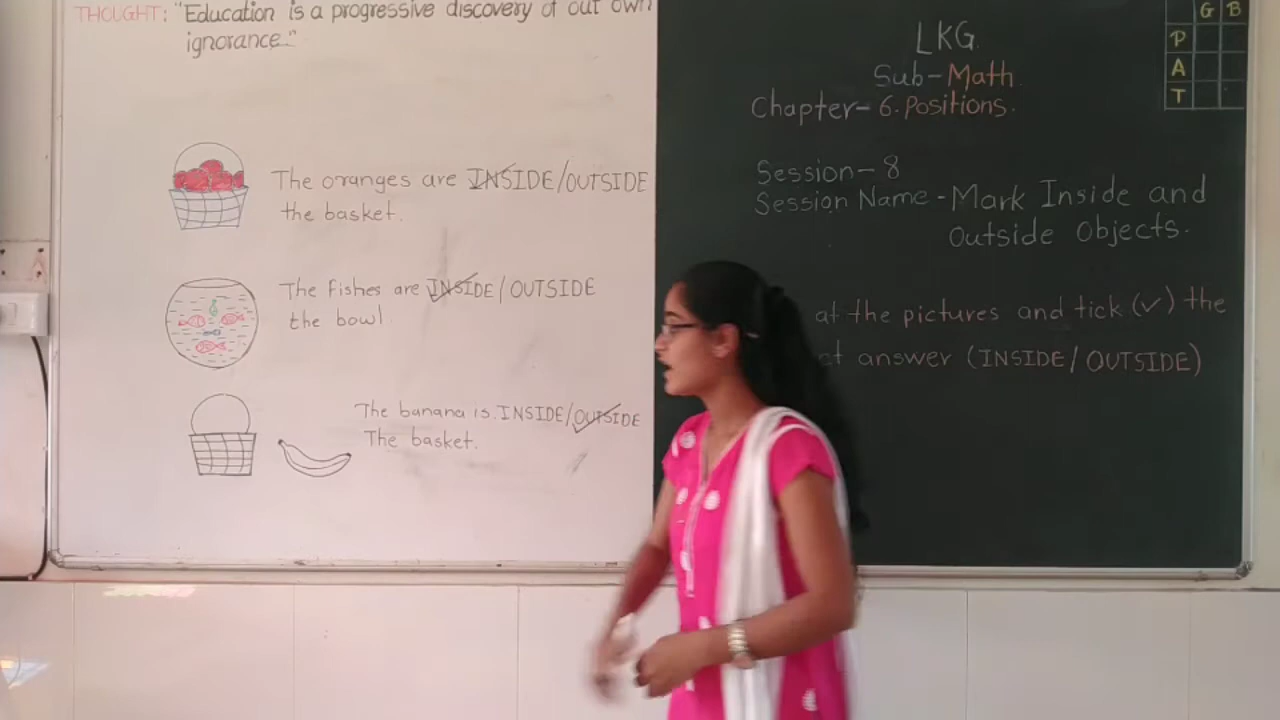 THOUGHT: "Education is a progressive discovery of our own
ignorance."
The oranges are INSIDE/OUTSIDE
the basket.
The fishes are INSIDE/OUTSIDE
the bowl
The banana is INSIDE/OUTSIDE
The basket.
LKG
Sub-Math
Chapter-6. Positions.
Session-8
Session Name-Mark Inside and
Outside Objects.
at the pictures and tick (✓) the
ct answer (INSIDE/OUTSIDE)
G B
P
A
T